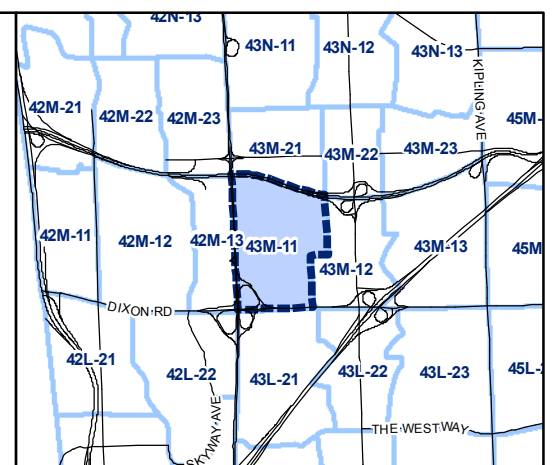 42N-13
43N-11
43N-12
43N-13
KIPLING AVE
42M-21
42M-22
42M-23
43M-21
43M-22
43M-23
45M-
42M-11
42M-12
42M-13
43M-11
43M-12
43M-13
45M
DIXON RD
42L-21
42L-22
43L-21
43L-22
43L-23
45L-
SKYWAY AVE
THE WEST WAY